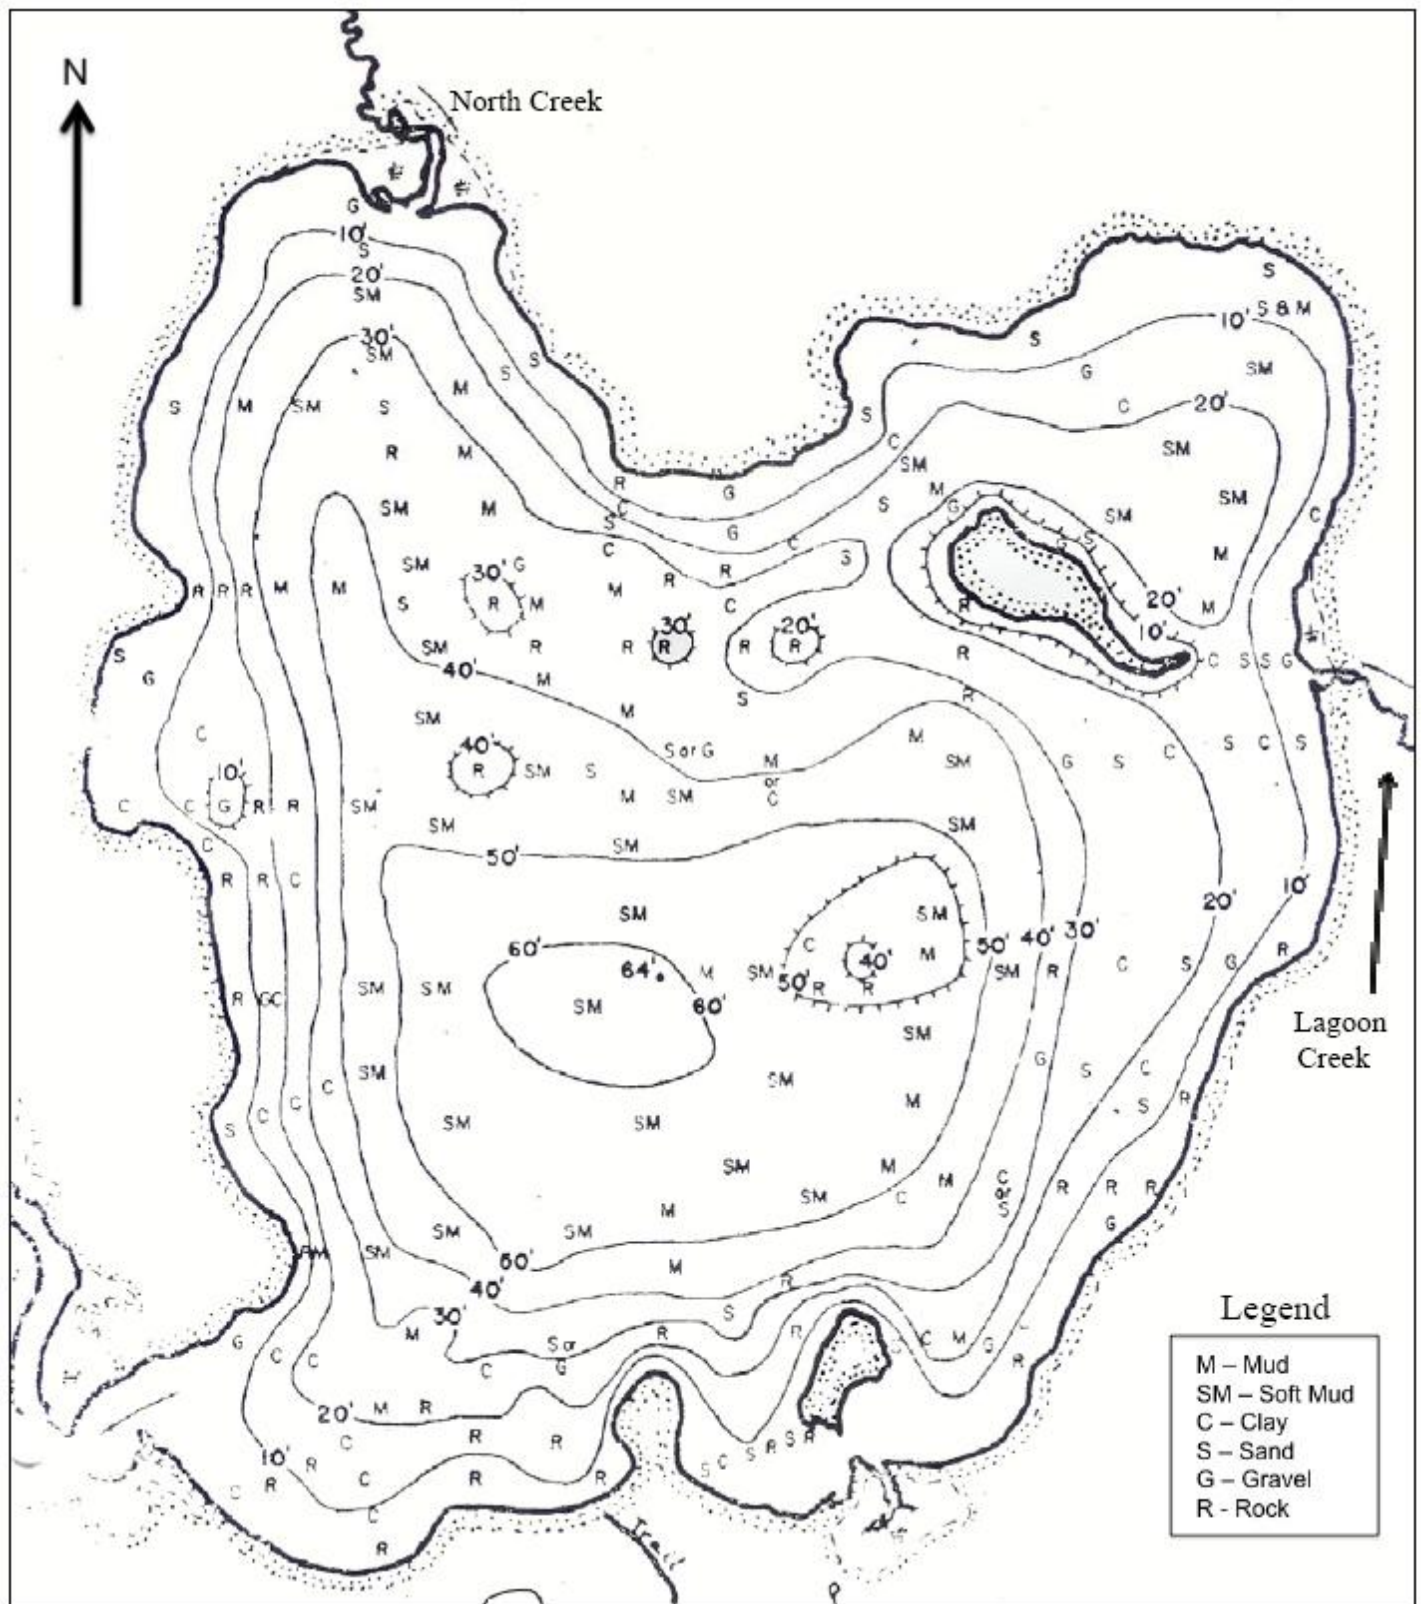 N
North Creek
G
10'
S
20'
SM
30'
SM
S
S & M
10'
S
SM
M S S
G
S M SM S
C 20'
S
R M
C
SM
SM
R
G
M
SM
SM M
S
G
SM
C
S
C
G
G S
C
C
S
M
SM
30' G
R
R
R R R M M
M
S R M
C
R
20'
M
10'
30'
20'
S
SM R
R R
R R
R
C S S G
G
40'
M
S
R
SM
M
C
S or G
M
M
or
C
SM
G S C
S C S
40'
10'
R SM S
M SM
C C G R R SM
SM
SM
C
SM
50'
R R C
10'
20'
SM
SM
C
60'
M
50' 40' 30'
64'
M SM
40'
SM R C S G R
50'
R R
R G C SM SM
SM
60'
SM
Lagoon
Creek
G
SM
SM
S C
C
C
M
S R
S C
SM
SM
SM
M
SM
C
M
C
or
S
R R R
M
G
SM SM
R M SM
50'
M
40'
R
30'
S
Legend
M
R
R
C M G R
G C C
S or
G
C
M – Mud
SM – Soft Mud
C – Clay
S – Sand
G – Gravel
R - Rock
20' M R
C
R R
S C S R S R
10'
R
C R C
R
R
C
R
Trail